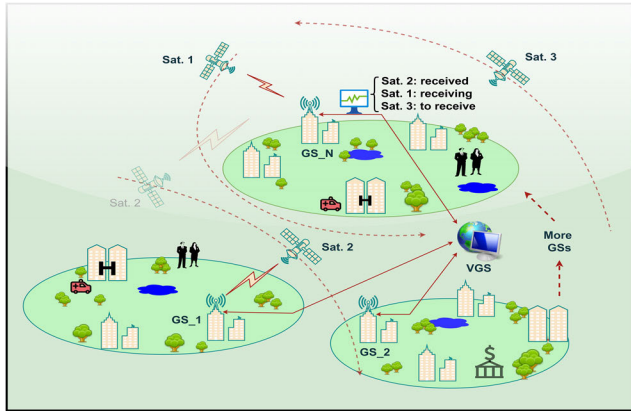 Sat. 1
Sat. 3
Sat. 2: received
Sat. 1: receiving
Sat. 3: to receive
GS_N
Sat. 2
H
More
GSs
Sat. 2
VGS
H
GS_1
GS_2
$